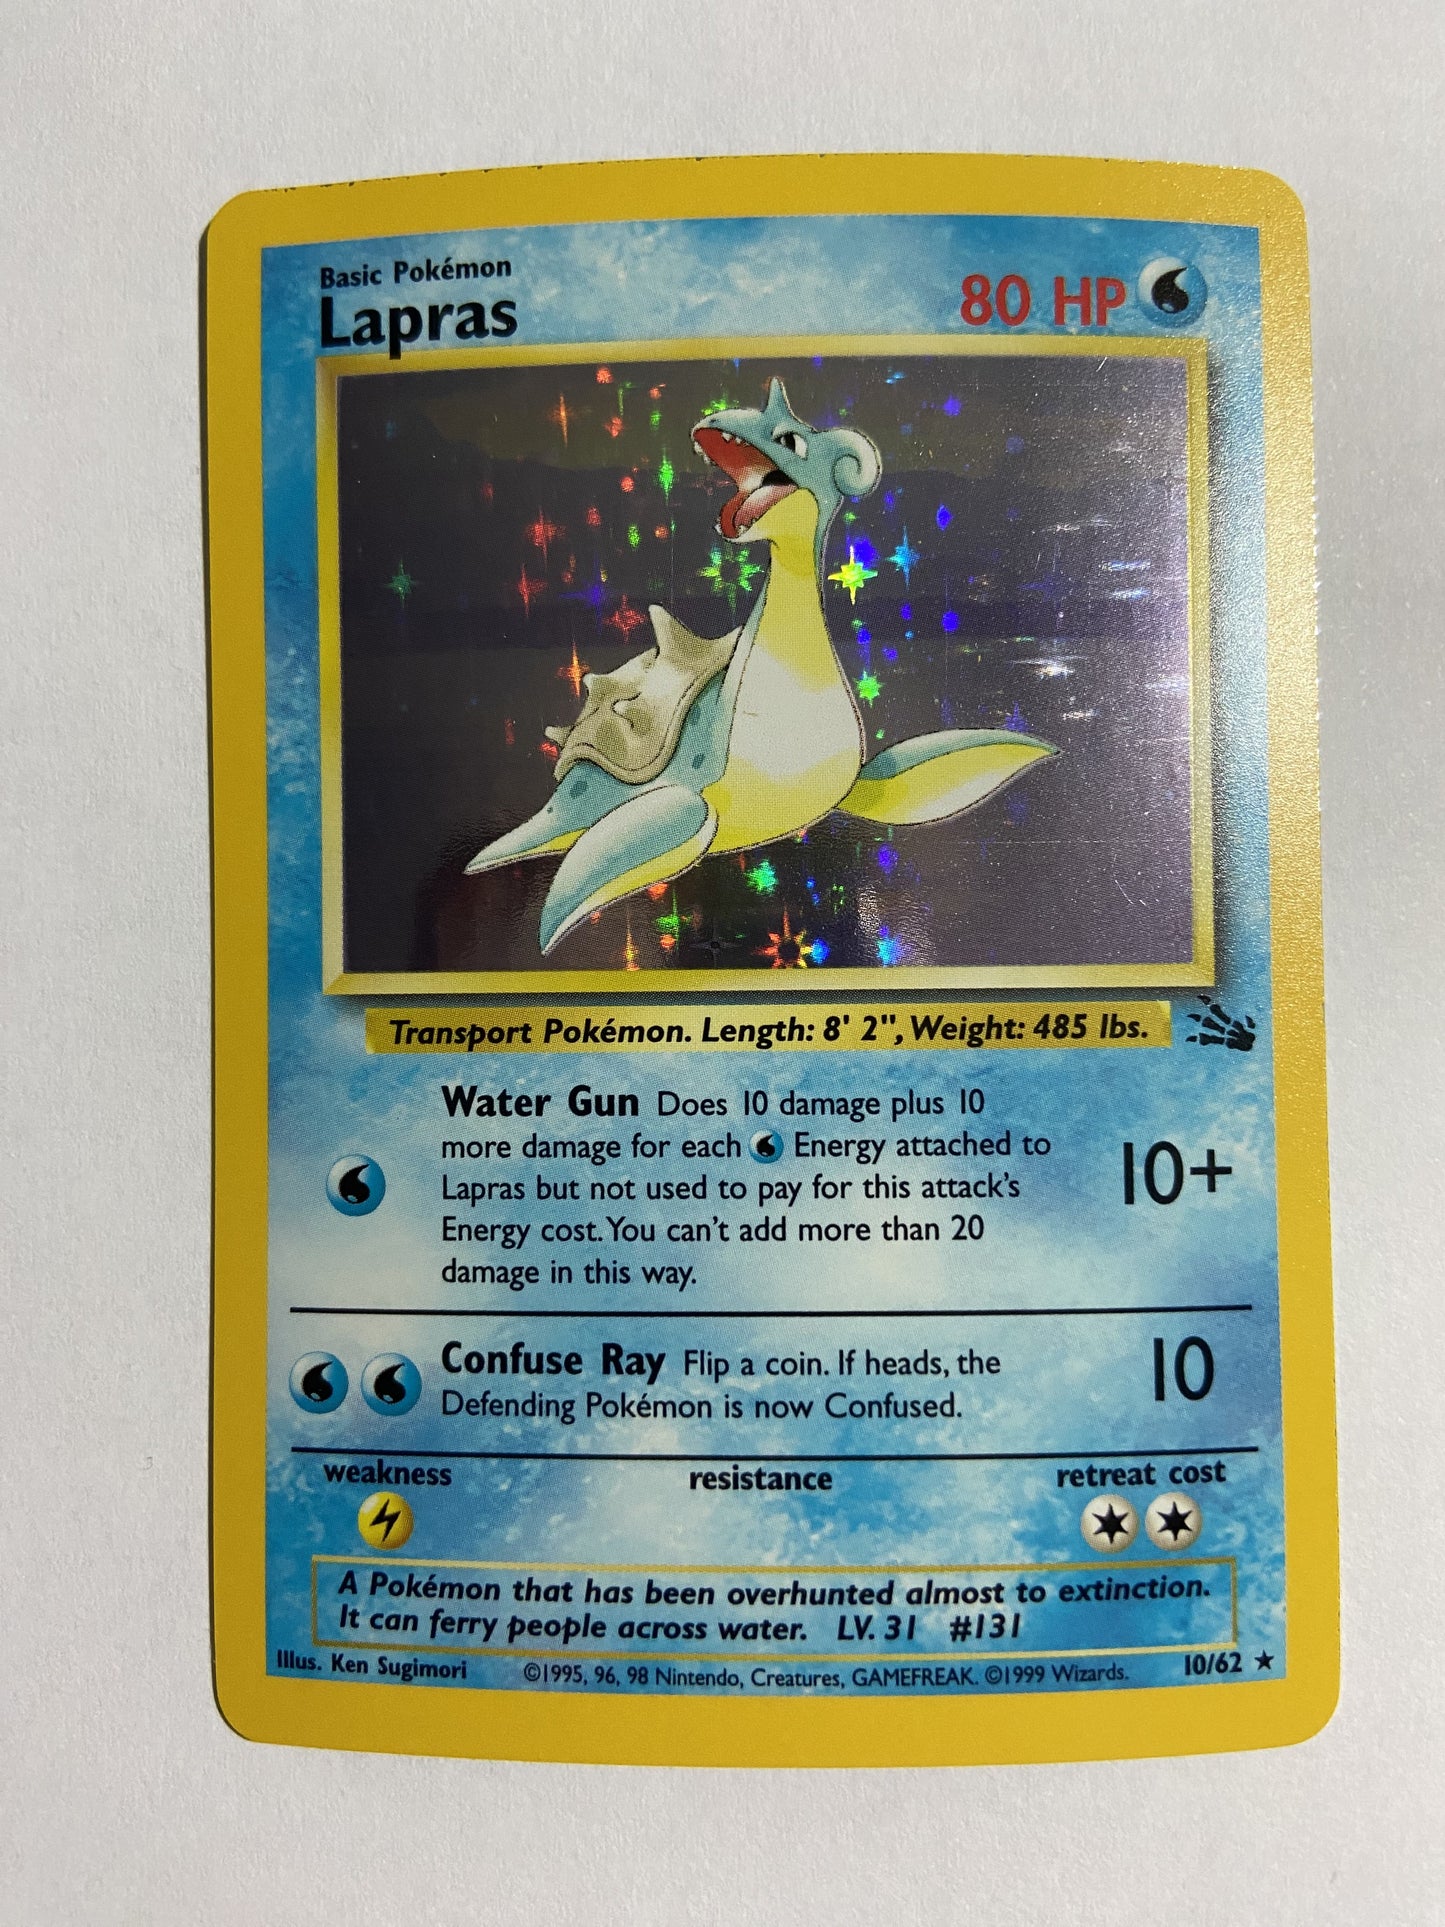 Basic Pokémon
Lapras
80 HP
Transport Pokémon. Length: 8' 2", Weight: 485 lbs.
Water Gun Does 10 damage plus 10
more damage for each Energy attached to
Lapras but not used to pay for this attack's
Energy cost. You can't add more than 20
damage in this way.
10+
Confuse Ray Flip a coin. If heads, the
Defending Pokémon is now Confused.
10
weakness
resistance
retreat cost
A Pokémon that has been overhunted almost to extinction.
It can ferry people across water. LV. 31 #131
Illus. Ken Sugimori
©1995, 96, 98 Nintendo, Creatures, GAMEFREAK. ©1999 Wizards.
10/62 ★